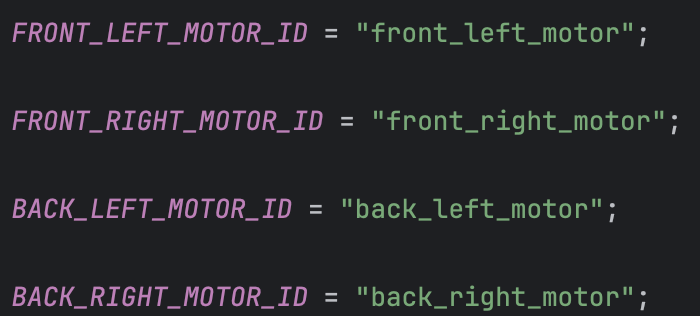 FRONT_LEFT_MOTOR_ID = "front_left_motor";
FRONT_RIGHT_MOTOR_ID = "front_right_motor";
BACK_LEFT_MOTOR_ID = "back_left_motor";
BACK_RIGHT_MOTOR_ID = "back_right_motor";